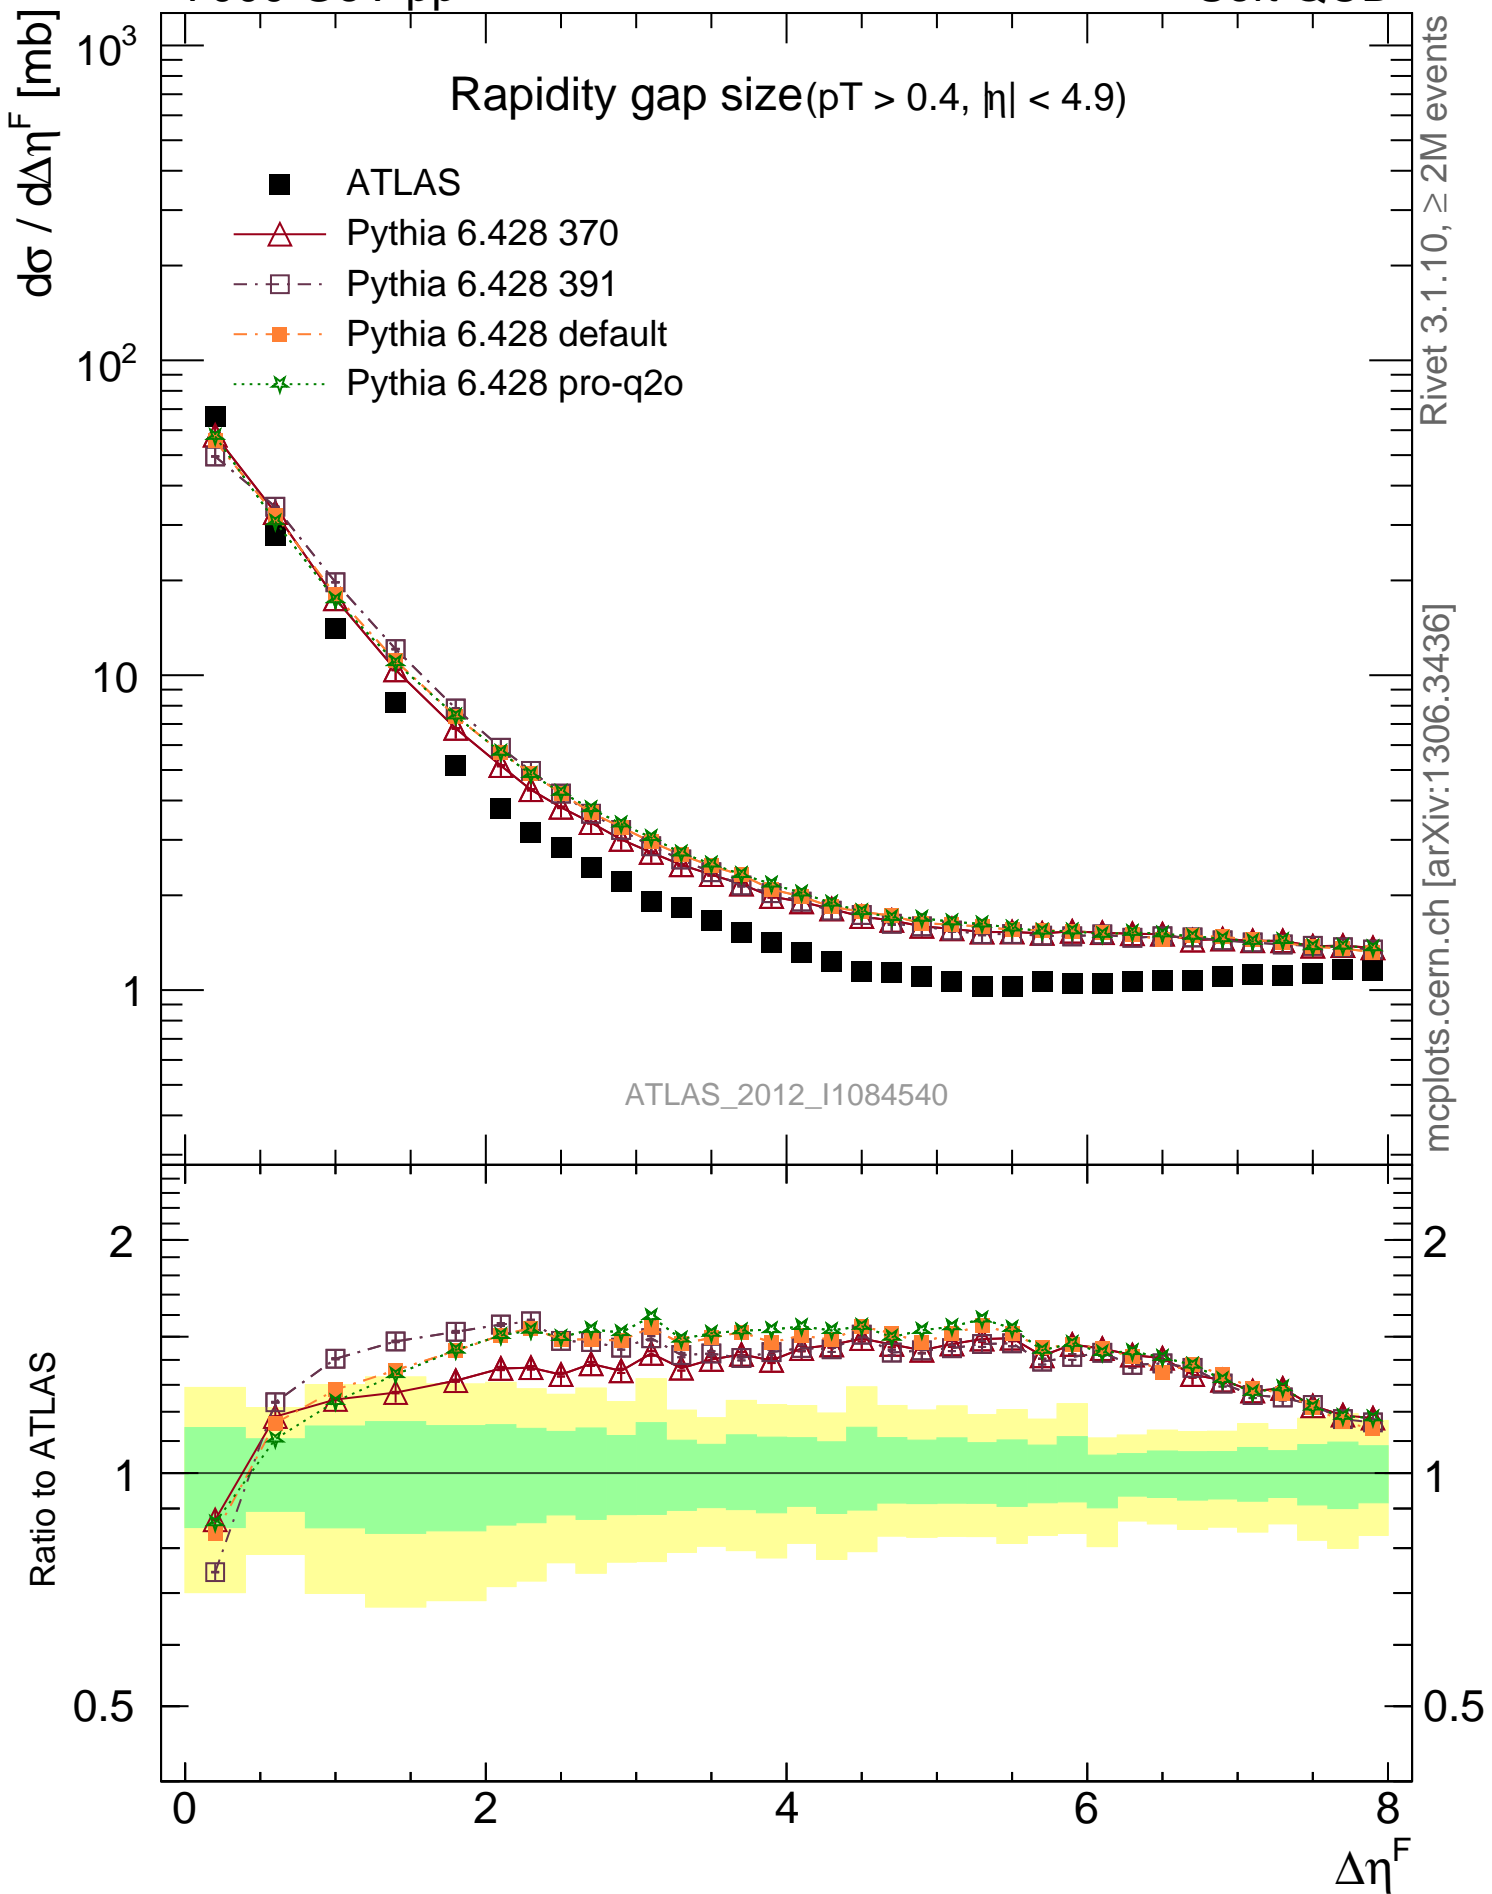 Rapidity gap size(pT > 0.4, |η| < 4.9)
dσ / dΔη^F [mb]
10^3
10^2
10
1
ATLAS
Pythia 6.428 370
Pythia 6.428 391
Pythia 6.428 default
Pythia 6.428 pro-q2o
ATLAS_2012_I1084540
Rivet 3.1.10, ≥ 2M events
mcplots.cern.ch [arXiv:1306.3436]
Ratio to ATLAS
2
1
0.5
2
1
0.5
0 2 4 6 8
Δη^F